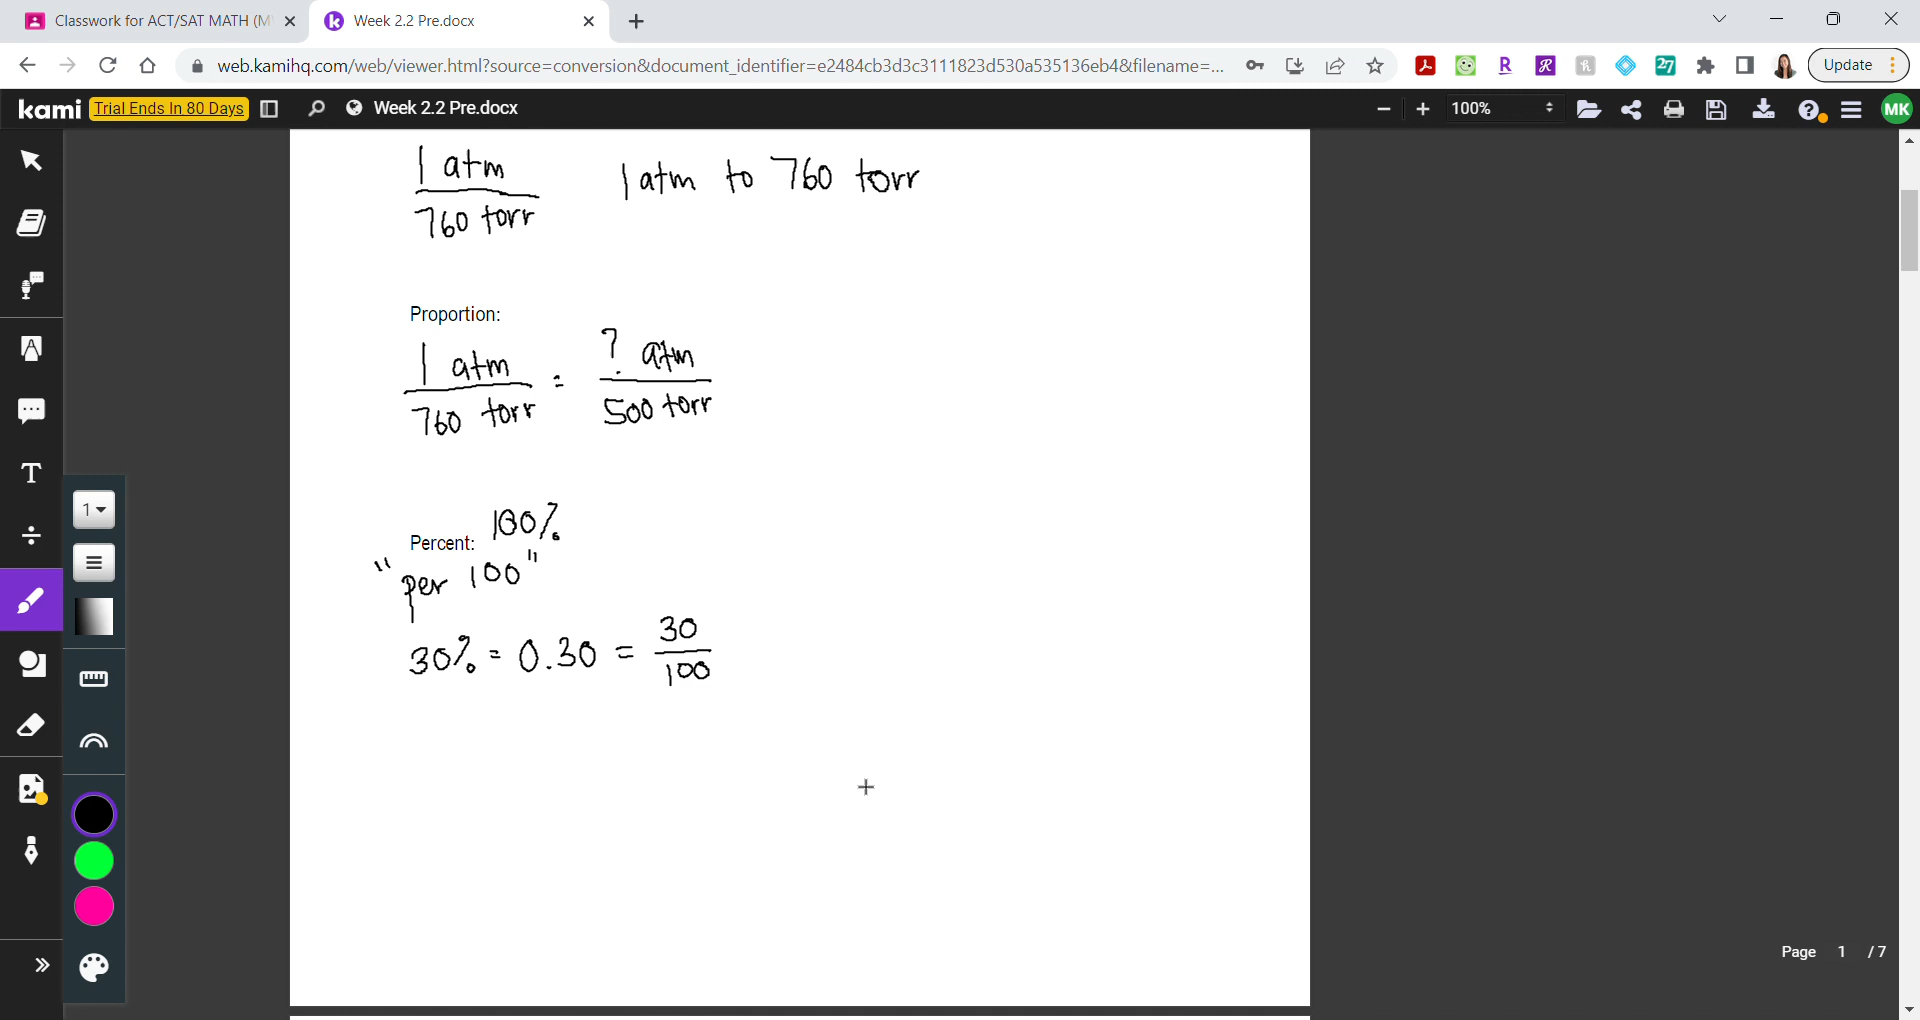 Classwork for ACT/SAT MATH (M
Week 2.2 Pre.docx
web.kamihq.com/web/viewer.html?source=conversion&document_identifier=e2484cb3d3c3111823d530a535136eb4&filename=...
Update
kami Trial Ends In 80 Days Week 2.2 Pre.docx 100% MK
1 atm
760 torr
1 atm to 760 torr
Proportion:
1 atm = ? atm
760 torr 500 torr
Percent: 100%
"per 100"
30% = 0.30 = 30
100
1
Page 1 / 7